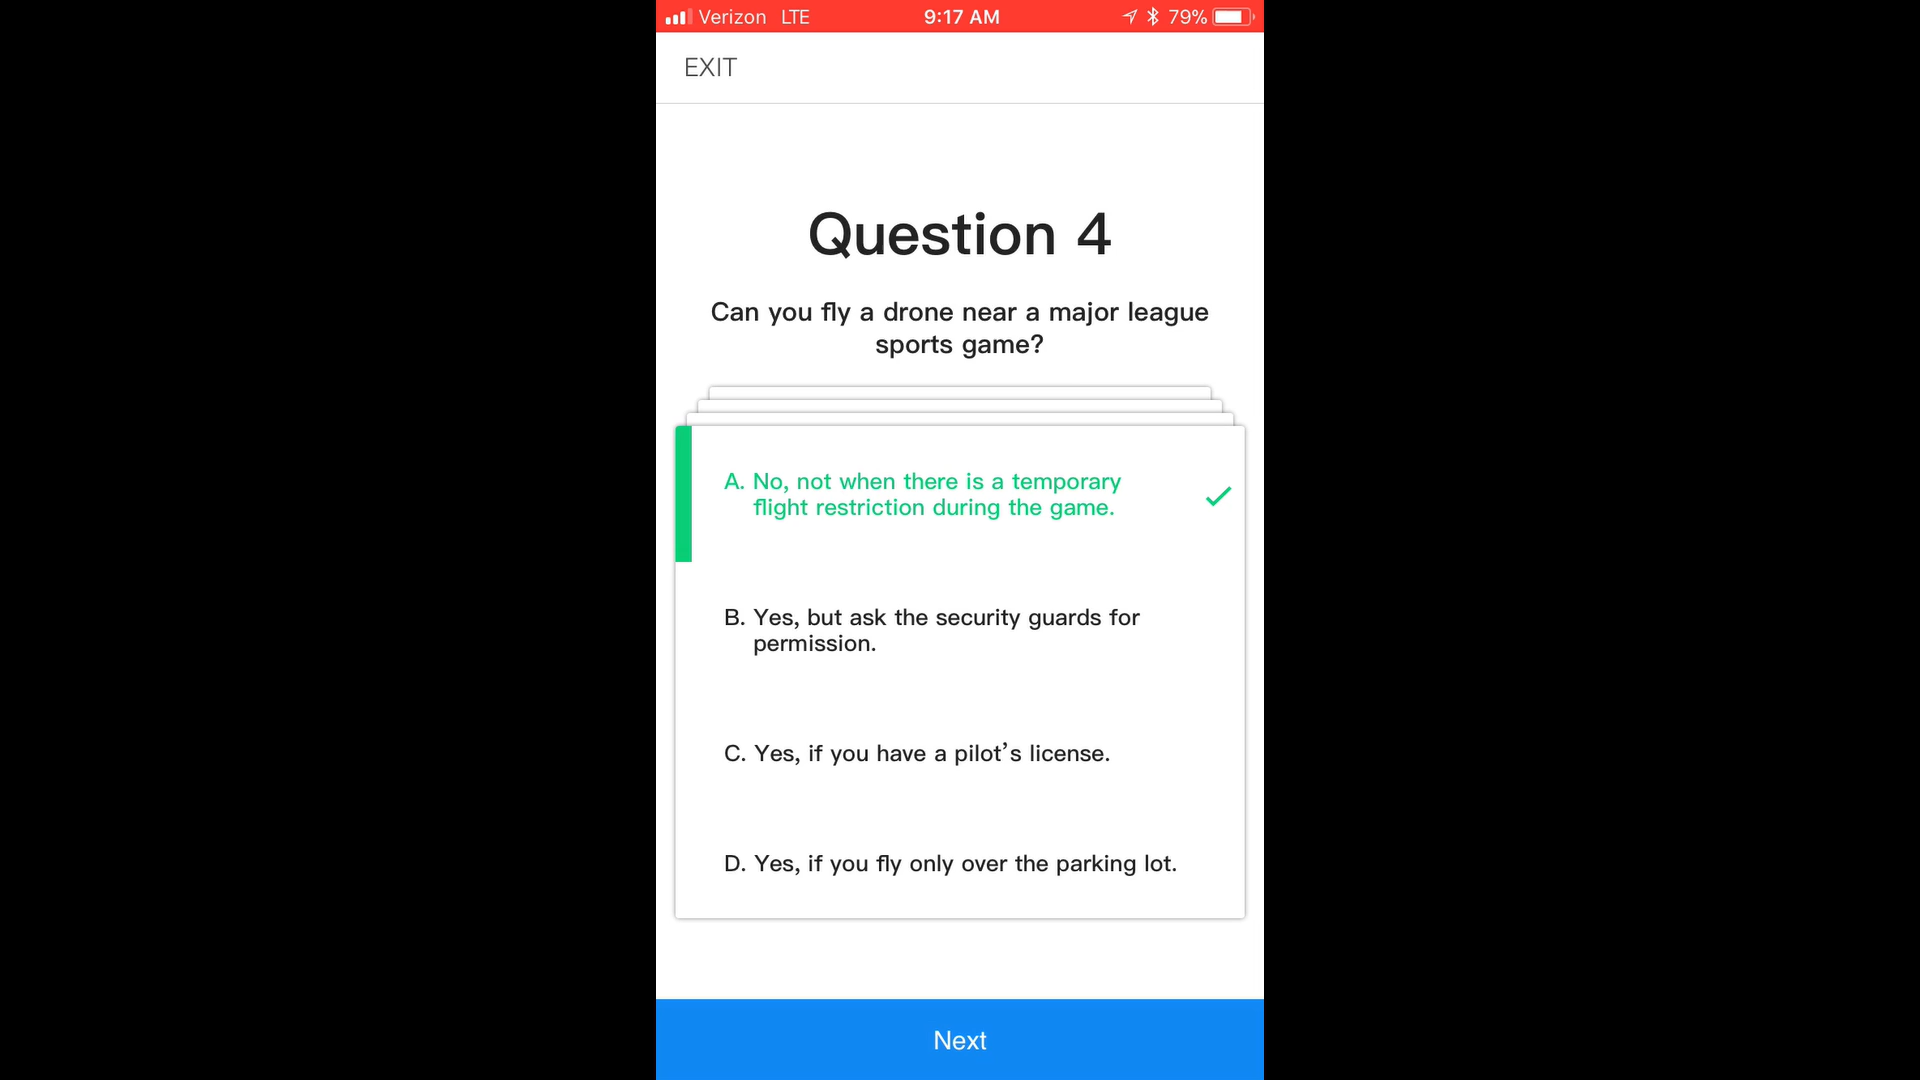 Verizon LTE 9:17 AM 79%
EXIT
Question 4
Can you fly a drone near a major league
sports game?
A. No, not when there is a temporary
flight restriction during the game.
B. Yes, but ask the security guards for
permission.
C. Yes, if you have a pilot’s license.
D. Yes, if you fly only over the parking lot.
Next